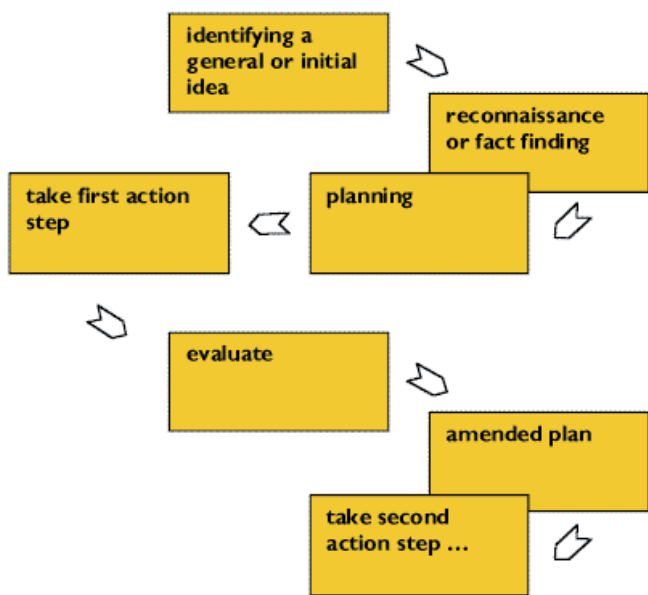 identifying a
general or initial
idea
reconnaissance
or fact finding
planning
take first action
step
evaluate
amended plan
take second
action step ...